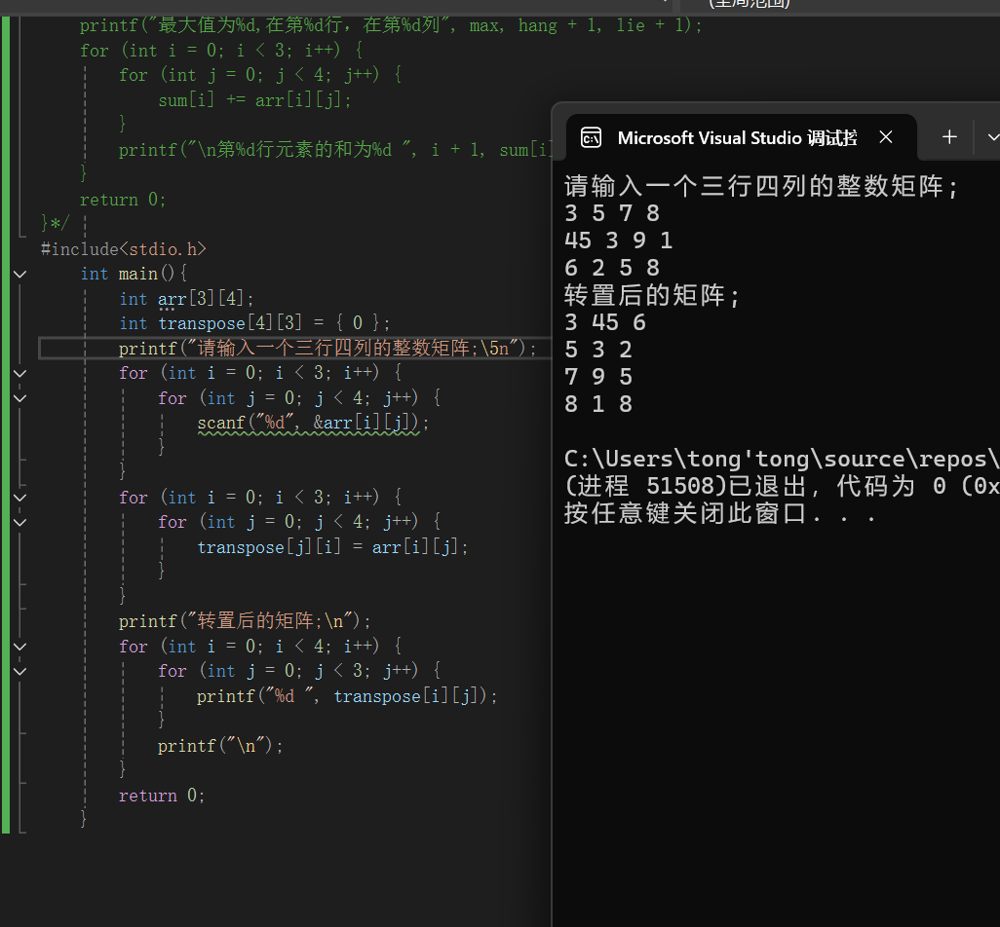 (全局范围)
printf("最大值为%d,在第%d行，在第%d列", max, hang + 1, lie + 1);
for (int i = 0; i < 3; i++) {
for (int j = 0; j < 4; j++) {
sum[i] += arr[i][j];
}
printf("\n第%d行元素的和为%d ", i + 1, sum[i]
}
return 0;
}*/
#include<stdio.h>
int main(){
int arr[3][4];
int transpose[4][3] = { 0 };
printf("请输入一个三行四列的整数矩阵;\5n");
for (int i = 0; i < 3; i++) {
for (int j = 0; j < 4; j++) {
scanf("%d", &arr[i][j]);
}
}
for (int i = 0; i < 3; i++) {
for (int j = 0; j < 4; j++) {
transpose[j][i] = arr[i][j];
}
}
printf("转置后的矩阵;\n");
for (int i = 0; i < 4; i++) {
for (int j = 0; j < 3; j++) {
printf("%d ", transpose[i][j]);
}
printf("\n");
}
return 0;
}
Microsoft Visual Studio 调试控
请输入一个三行四列的整数矩阵;
3 5 7 8
45 3 9 1
6 2 5 8
转置后的矩阵;
3 45 6
5 3 2
7 9 5
8 1 8
C:\Users\tong'tong\source\repos\
(进程 51508)已退出，代码为 0 (0x
按任意键关闭此窗口. . .